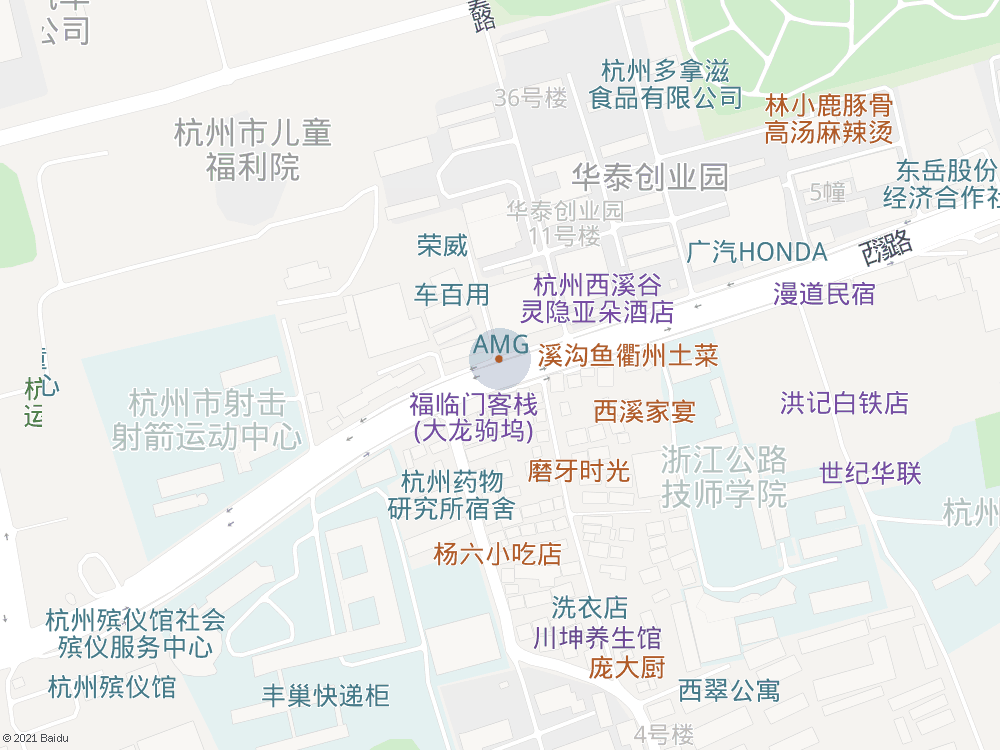 公司
路
36号楼
杭州多拿滋
食品有限公司
林小鹿豚骨
高汤麻辣烫
杭州市儿童
福利院
华泰创业园
5幢
东岳股份
经济合作社
华泰创业园
11号楼
荣威
广汽HONDA
西溪路
车百用
杭州西溪谷
灵隐亚朵酒店
漫道民宿
AMG
溪沟鱼衢州土菜
心
杭
运
杭州市射击
射箭运动中心
福临门客栈
(大龙驹坞)
西溪家宴
洪记白铁店
磨牙时光
浙江公路
技师学院
世纪华联
杭州药物
研究所宿舍
杭州
杨六小吃店
洗衣店
杭州殡仪馆社会
殡仪服务中心
川坤养生馆
庞大厨
杭州殡仪馆
丰巢快递柜
西翠公寓
4号楼
© 2021 Baidu